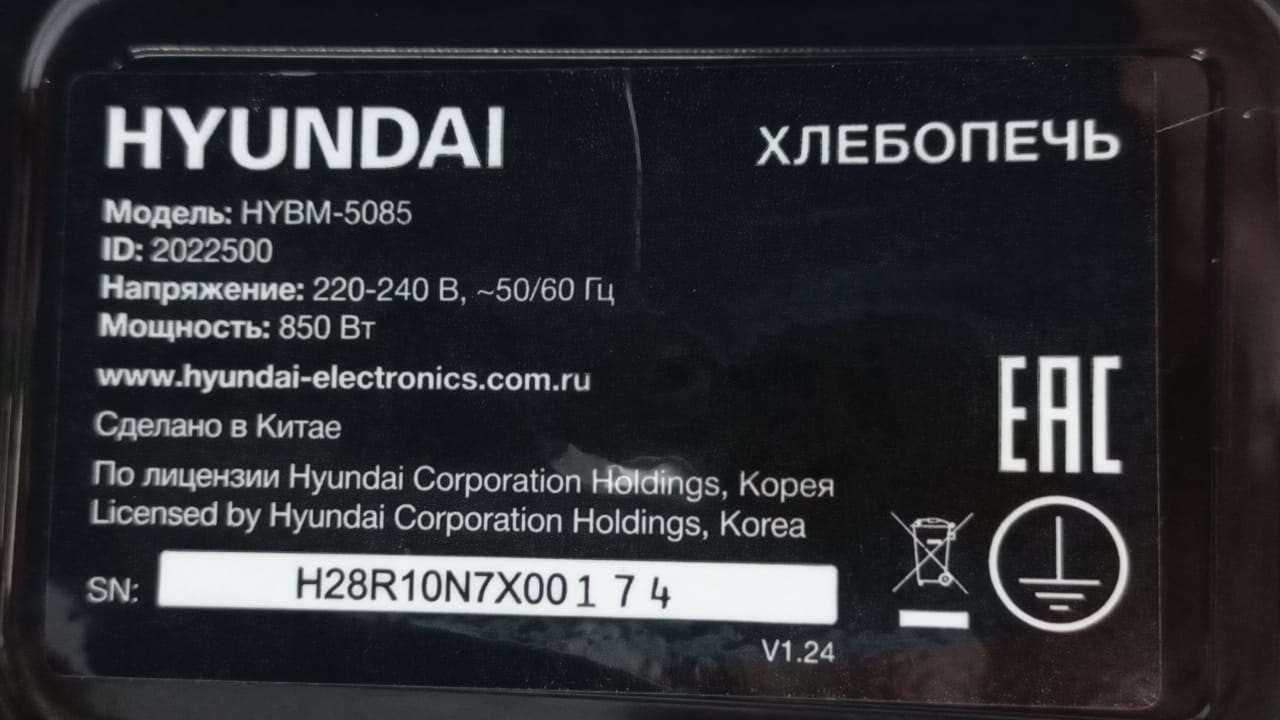 HYUNDAI
ХЛЕБОПЕЧЬ
Модель: HYBM-5085
ID: 2022500
Напряжение: 220-240 В, ~50/60 Гц
Мощность: 850 Вт
www.hyundai-electronics.com.ru
Сделано в Китае
По лицензии Hyundai Corporation Holdings, Корея
Licensed by Hyundai Corporation Holdings, Korea
EAC
SN: H28R10N7X00174
V1.24